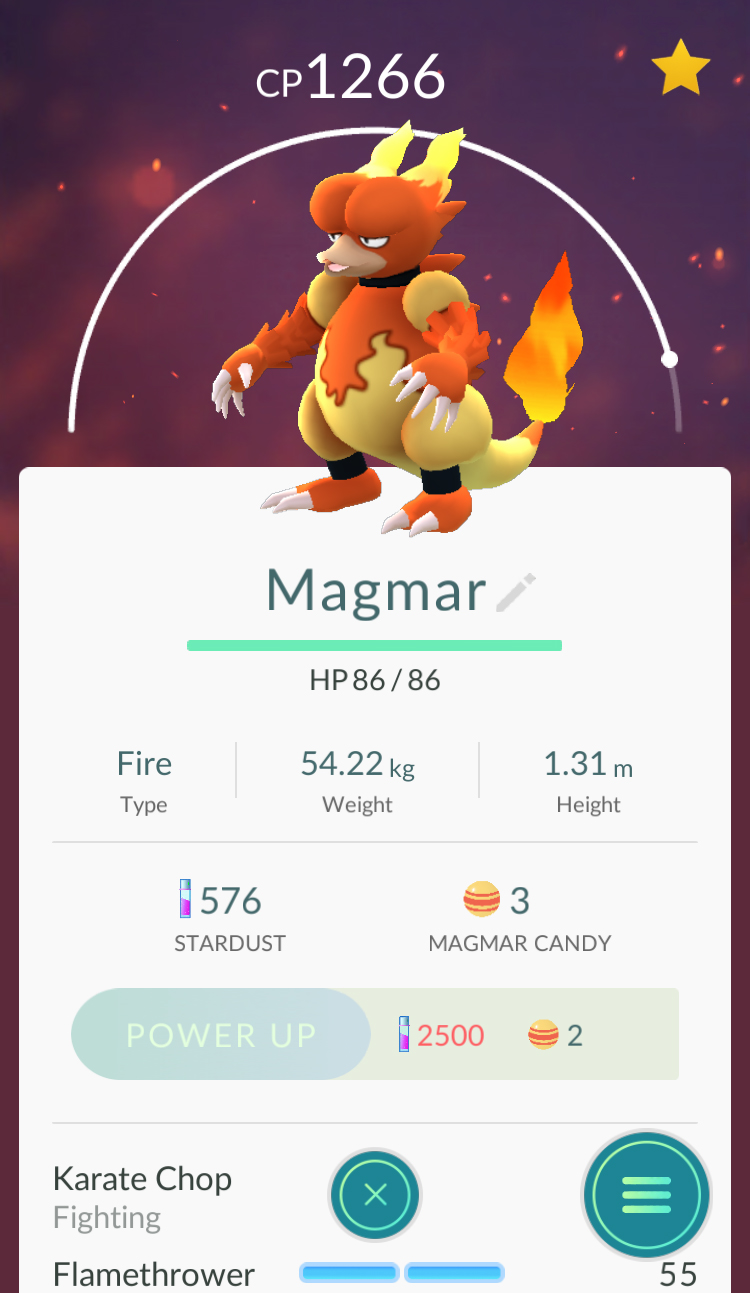 CP1266
Magmar
HP 86 / 86
Fire 54.22 kg 1.31 m
Type Weight Height
576 3
STARDUST MAGMAR CANDY
POWER UP 2500 2
Karate Chop
Fighting
Flamethrower 55